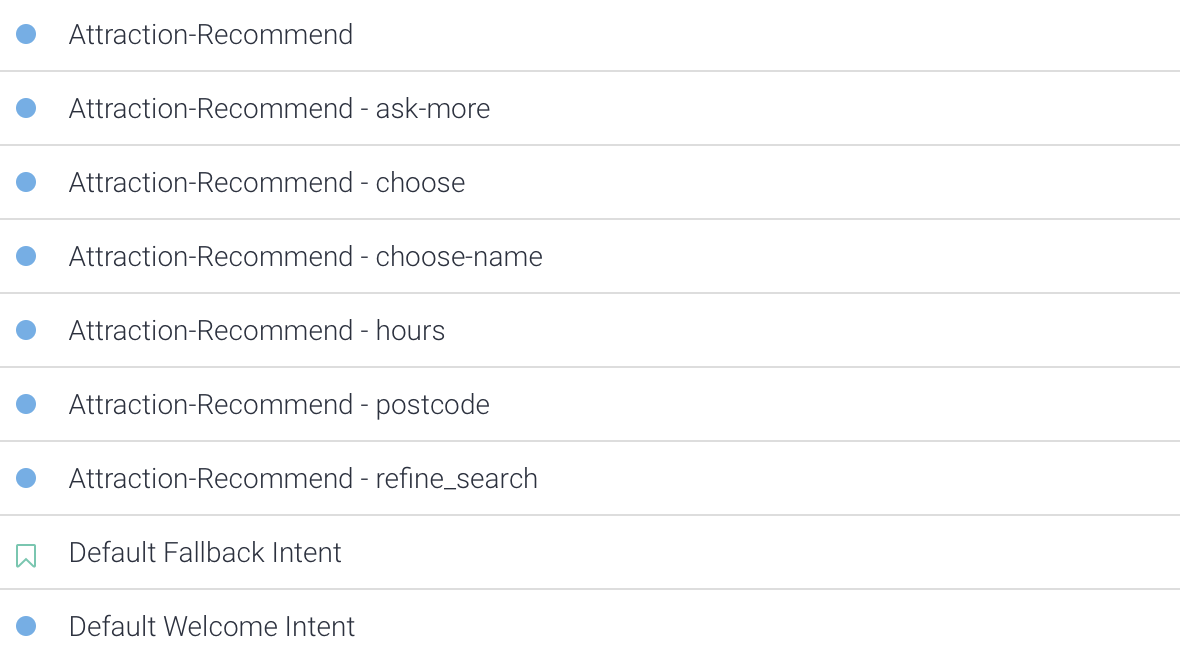 Attraction-Recommend
Attraction-Recommend - ask-more
Attraction-Recommend - choose
Attraction-Recommend - choose-name
Attraction-Recommend - hours
Attraction-Recommend - postcode
Attraction-Recommend - refine_search
Default Fallback Intent
Default Welcome Intent